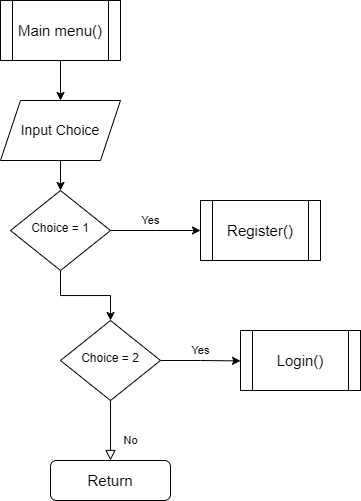 Main menu()
Input Choice
Choice = 1
Yes
Register()
Choice = 2
Yes
Login()
No
Return